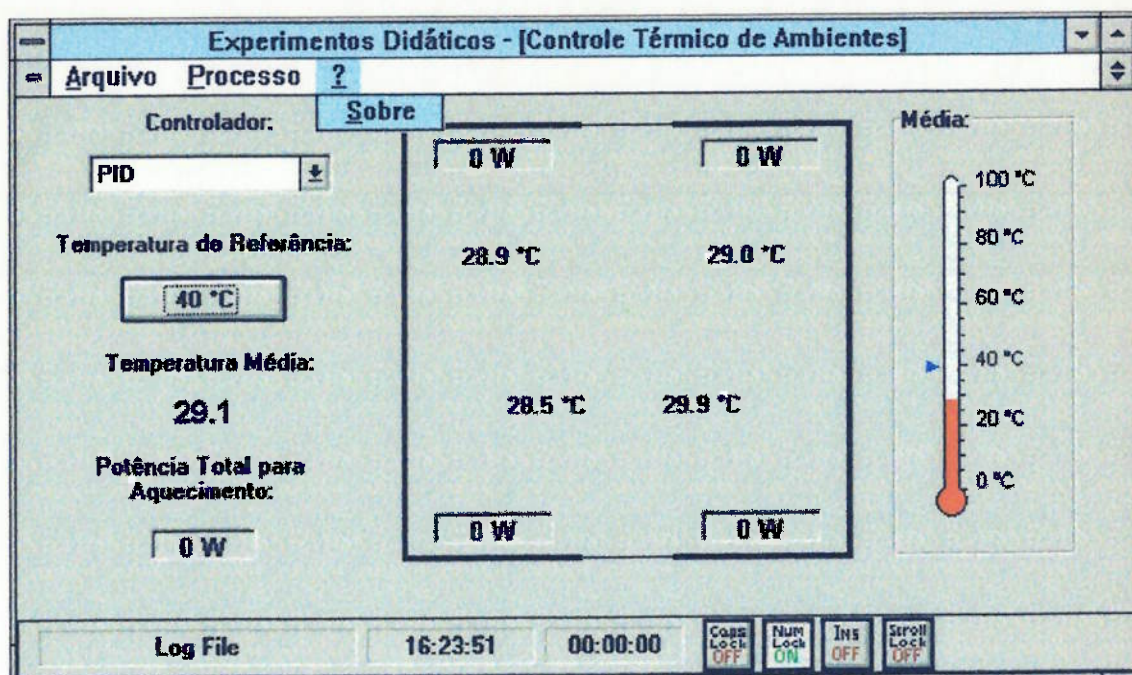 Experimentos Didáticos - [Controle Térmico de Ambientes]
Arquivo Processo ?
Sobre
Controlador:
PID
Temperatura de Referência:
40 °C
Temperatura Média:
29.1
Potência Total para
Aquecimento:
0 W
0 W 0 W
28.9 °C 29.0 °C
28.5 °C 29.9 °C
0 W 0 W
Média:
100 °C
80 °C
60 °C
40 °C
20 °C
0 °C
Log File 16:23:51 00:00:00
Caps Lock OFF
Num Lock ON
Ins OFF
Scroll Lock OFF